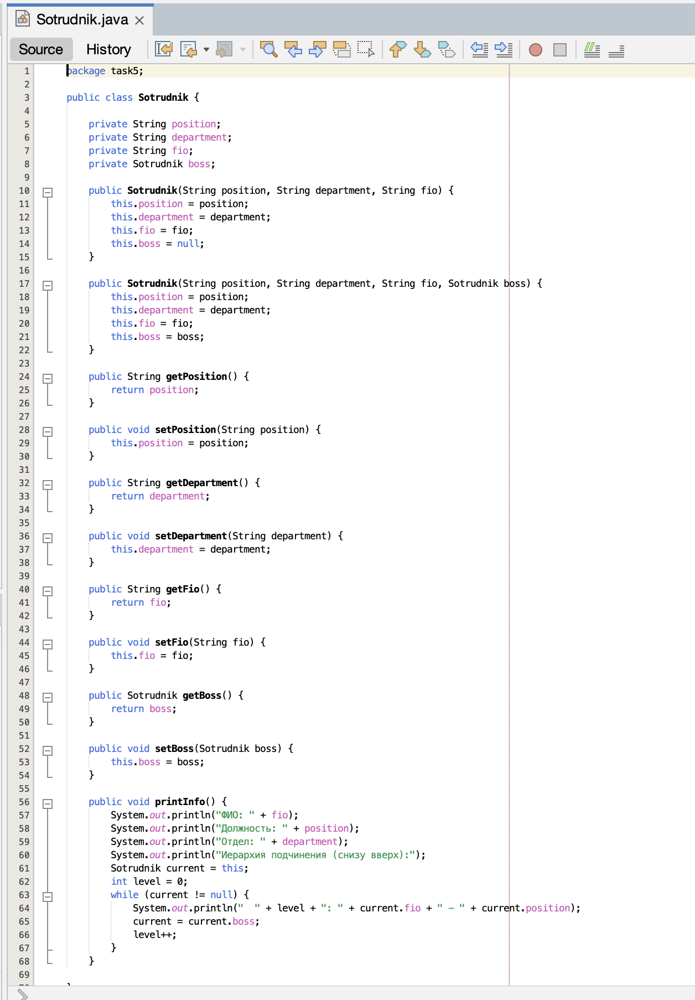 Sotrudnik.java
Source History
1 package task5;
2
3 public class Sotrudnik {
4
5     private String position;
6     private String department;
7     private String fio;
8     private Sotrudnik boss;
9
10     public Sotrudnik(String position, String department, String fio) {
11         this.position = position;
12         this.department = department;
13         this.fio = fio;
14         this.boss = null;
15     }
16
17     public Sotrudnik(String position, String department, String fio, Sotrudnik boss) {
18         this.position = position;
19         this.department = department;
20         this.fio = fio;
21         this.boss = boss;
22     }
23
24     public String getPosition() {
25         return position;
26     }
27
28     public void setPosition(String position) {
29         this.position = position;
30     }
31
32     public String getDepartment() {
33         return department;
34     }
35
36     public void setDepartment(String department) {
37         this.department = department;
38     }
39
40     public String getFio() {
41         return fio;
42     }
43
44     public void setFio(String fio) {
45         this.fio = fio;
46     }
47
48     public Sotrudnik getBoss() {
49         return boss;
50     }
51
52     public void setBoss(Sotrudnik boss) {
53         this.boss = boss;
54     }
55
56     public void printInfo() {
57         System.out.println("ФИО: " + fio);
58         System.out.println("Должность: " + position);
59         System.out.println("Отдел: " + department);
60         System.out.println("Иерархия подчинения (снизу вверх):");
61         Sotrudnik current = this;
62         int level = 0;
63         while (current != null) {
64             System.out.println("  " + level + ": " + current.fio + " - " + current.position);
65             current = current.boss;
66             level++;
67         }
68     }
69